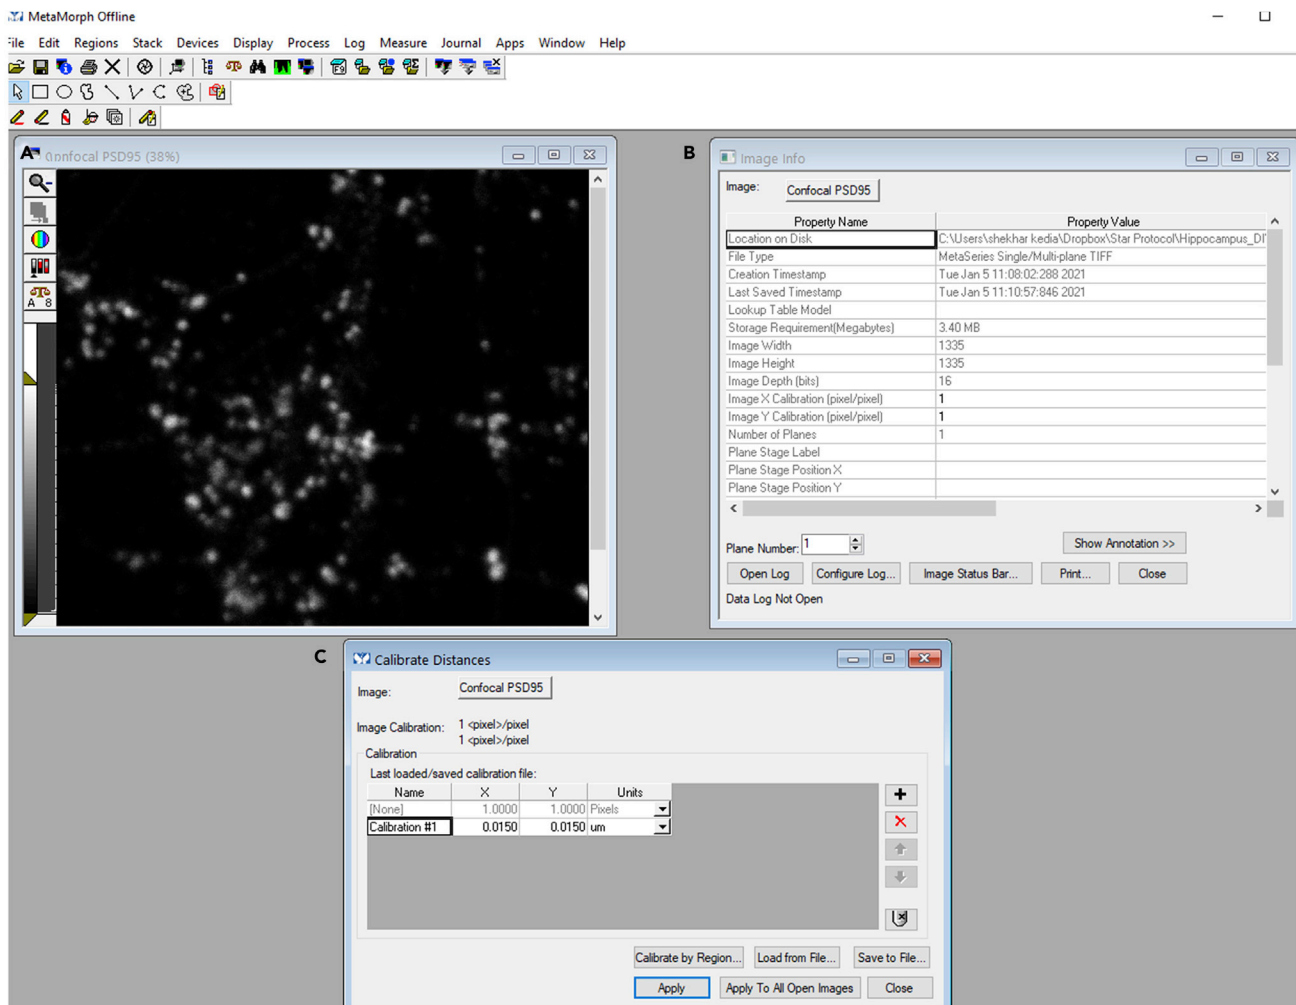 MetaMorph Offline
File Edit Regions Stack Devices Display Process Log Measure Journal Apps Window Help
A
Confocal PSD95 (38%)
A 8
B
Image Info
Image: Confocal PSD95
Property Name Property Value
Location on Disk C:\Users\shekhar kedia\Dropbox\Star Protocol\Hippocampus_DI
File Type MetaSeries Single/Multi-plane TIFF
Creation Timestamp Tue Jan 5 11:08:02:288 2021
Last Saved Timestamp Tue Jan 5 11:10:57:846 2021
Lookup Table Model
Storage Requirement(Megabytes) 3.40 MB
Image Width 1335
Image Height 1335
Image Depth (bits) 16
Image X Calibration (pixel/pixel) 1
Image Y Calibration (pixel/pixel) 1
Number of Planes 1
Plane Stage Label
Plane Stage Position X
Plane Stage Position Y
Plane Number: 1
Show Annotation >>
Open Log Configure Log... Image Status Bar... Print... Close
Data Log Not Open
C
Calibrate Distances
Image: Confocal PSD95
Image Calibration: 1 <pixel>/pixel
1 <pixel>/pixel
Calibration
Last loaded/saved calibration file:
Name X Y Units
[None] 1.0000 1.0000 Pixels
Calibration #1 0.0150 0.0150 um
Calibrate by Region... Load from File... Save to File...
Apply Apply To All Open Images Close